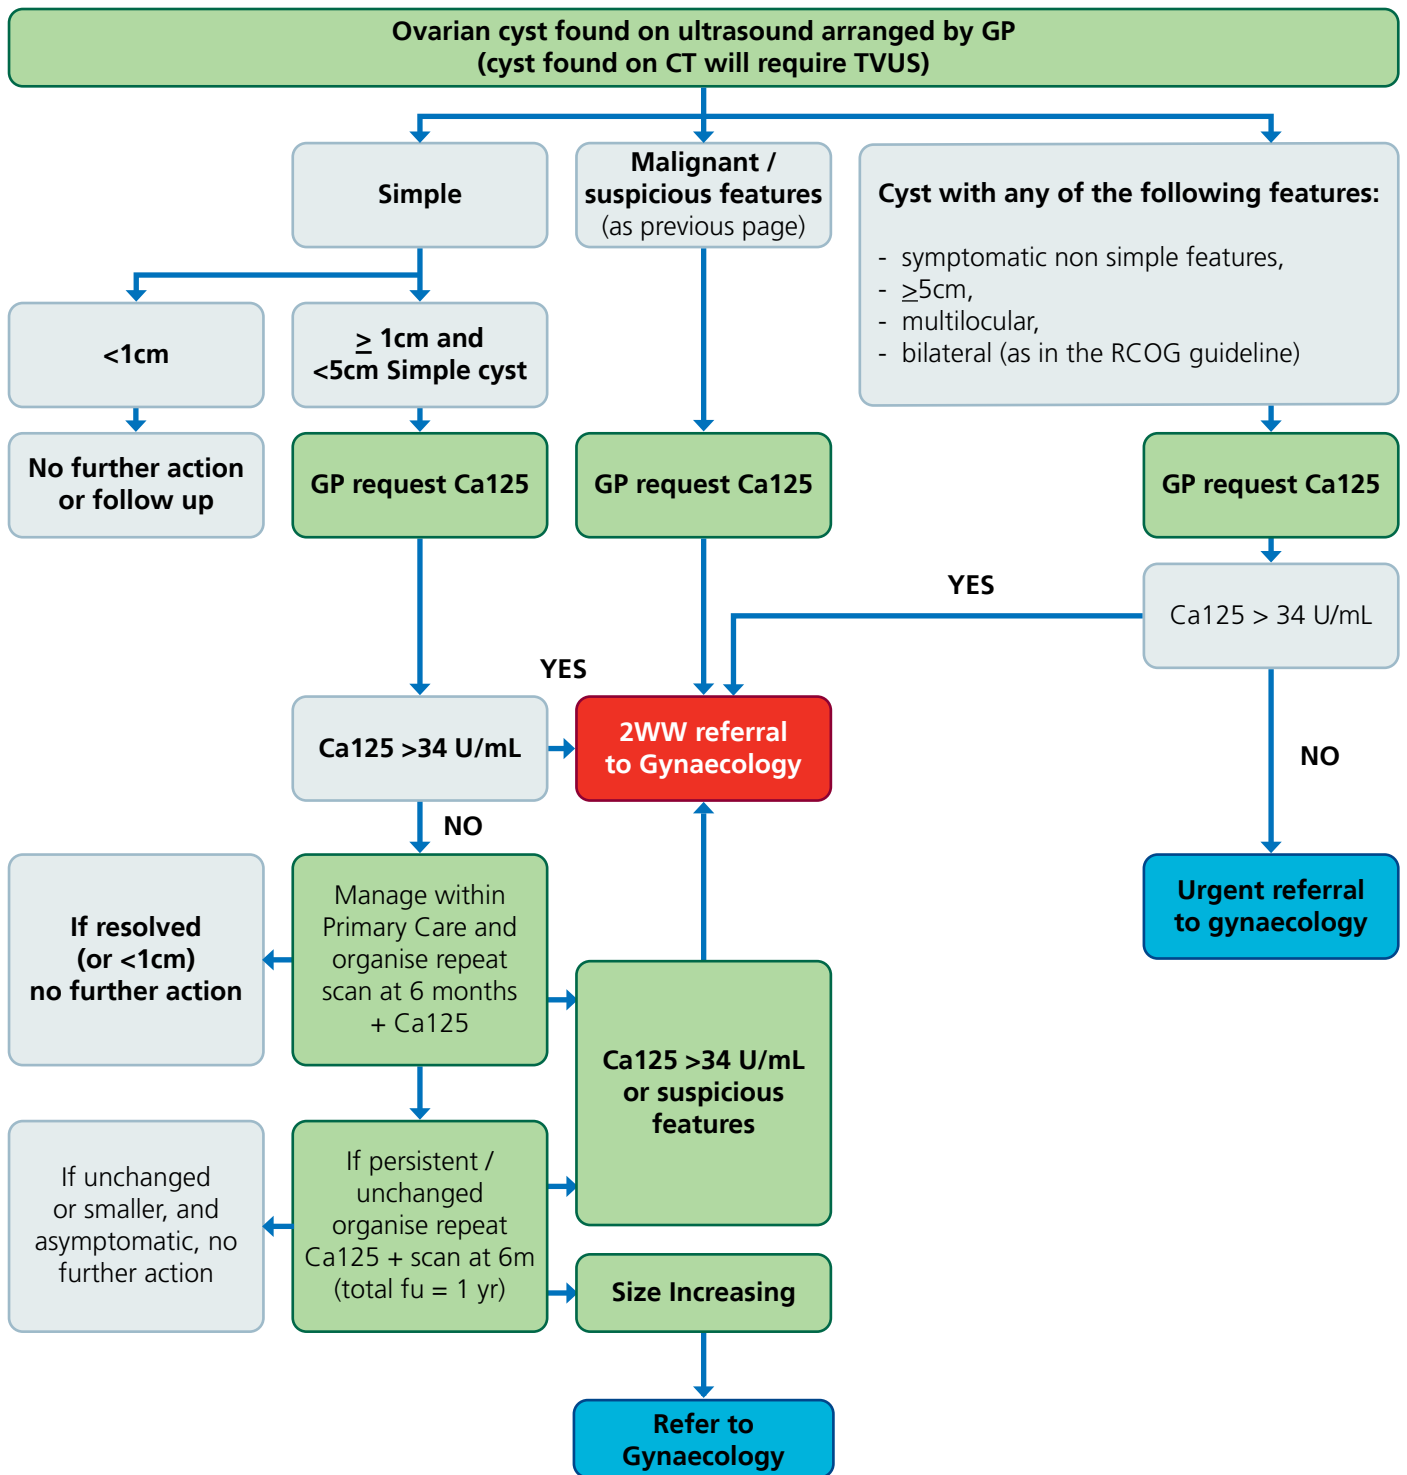 Ovarian cyst found on ultrasound arranged by GP
(cyst found on CT will require TVUS)
Simple
Malignant /
suspicious features
(as previous page)
Cyst with any of the following features:
- symptomatic non simple features,
- ≥5cm,
- multilocular,
- bilateral (as in the RCOG guideline)
<1cm
≥ 1cm and
<5cm Simple cyst
No further action
or follow up
GP request Ca125
GP request Ca125
GP request Ca125
YES
Ca125 > 34 U/mL
YES
Ca125 >34 U/mL
2WW referral
to Gynaecology
NO
NO
If resolved
(or <1cm)
no further action
Manage within
Primary Care and
organise repeat
scan at 6 months
+ Ca125
Urgent referral
to gynaecology
Ca125 >34 U/mL
or suspicious
features
If unchanged
or smaller, and
asymptomatic, no
further action
If persistent /
unchanged
organise repeat
Ca125 + scan at 6m
(total fu = 1 yr)
Size Increasing
Refer to
Gynaecology